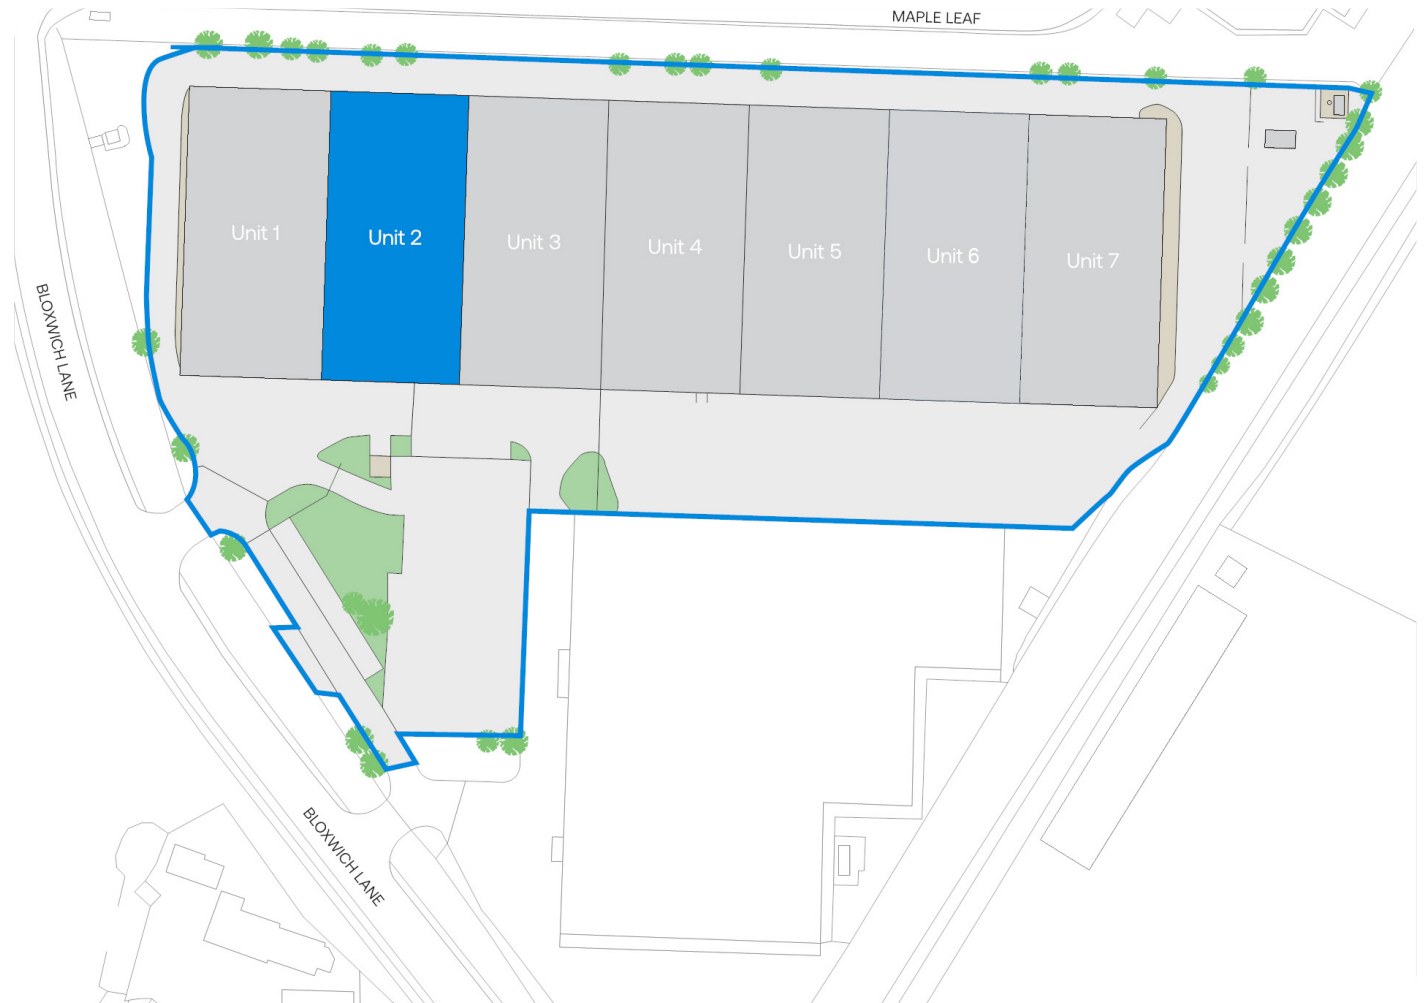 MAPLE LEAF
Unit 1
Unit 2
Unit 3
Unit 4
Unit 5
Unit 6
Unit 7
BLOXWICH LANE
BLOXWICH LANE